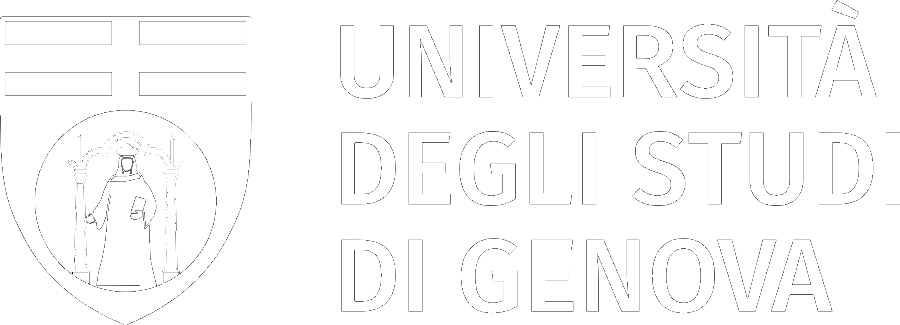 UNIVERSITÀ
DEGLI STUDI
DI GENOVA